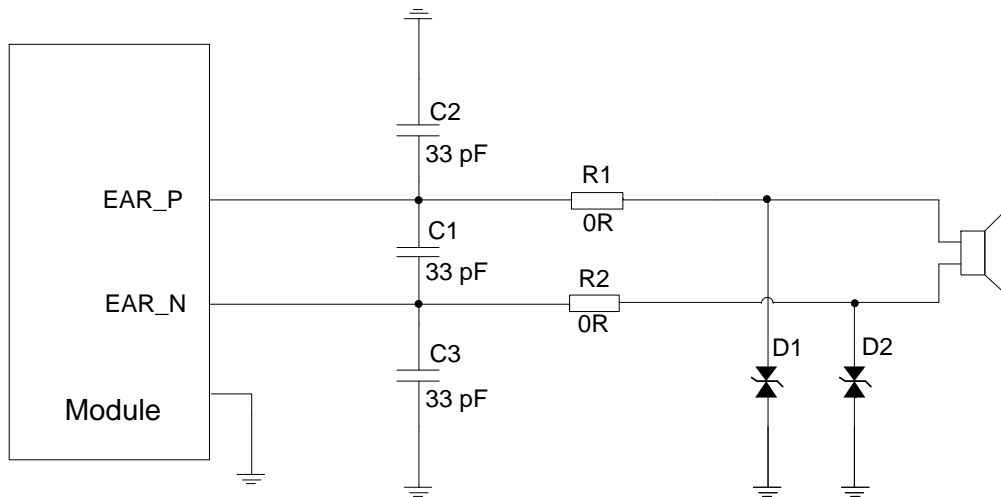 C2
33 pF
EAR_P
R1
0R
C1
33 pF
EAR_N
R2
0R
C3
33 pF
D1
D2
Module